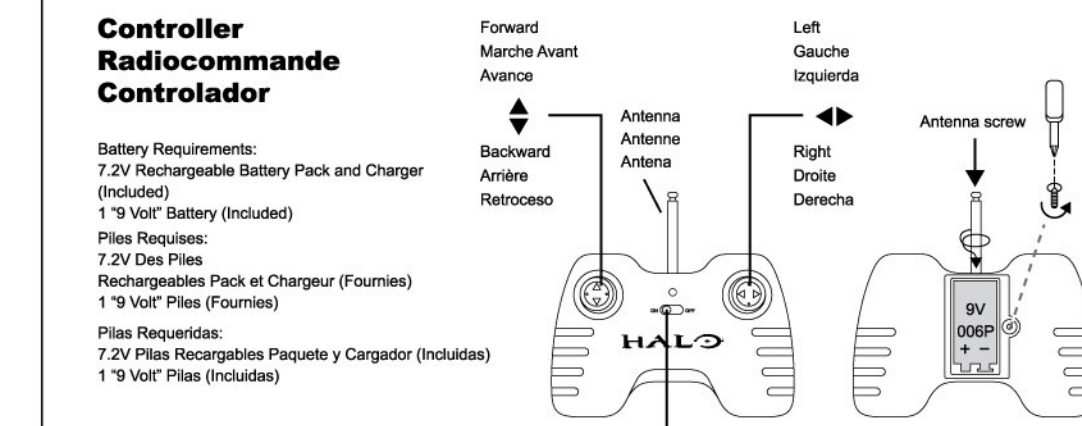 Controller
Radiocommande
Controlador
Battery Requirements:
7.2V Rechargeable Battery Pack and Charger
(Included)
1 “9 Volt” Battery (Included)
Piles Requises:
7.2V Des Piles
Rechargeables Pack et Chargeur (Fournies)
1 “9 Volt” Piles (Fournies)
Pilas Requeridas:
7.2V Pilas Recargables Paquete y Cargador (Incluidas)
1 “9 Volt” Pilas (Incluidas)
Forward
Marche Avant
Avance
Backward
Arrière
Retroceso
Antenna
Antenne
Antena
Left
Gauche
Izquierda
Right
Droite
Derecha
ON OFF
HALO
Antenna screw
9V
006P
+ −